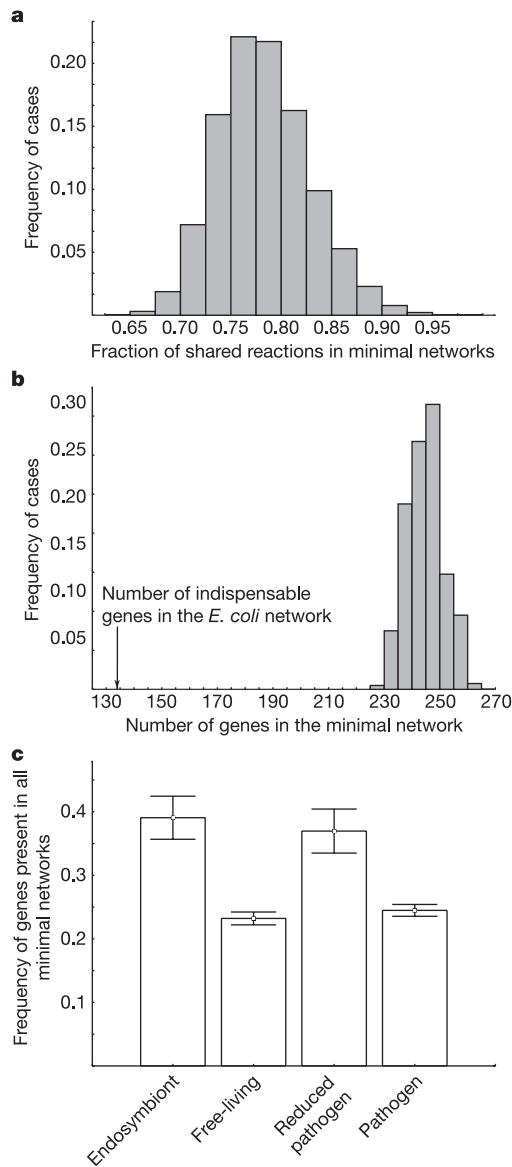 a
Frequency of cases
0.20
0.15
0.10
0.05
0.65 0.70 0.75 0.80 0.85 0.90 0.95
Fraction of shared reactions in minimal networks
b
Frequency of cases
0.30
0.25
0.20
0.15
0.10
0.05
Number of indispensable
genes in the E. coli network
130 150 170 190 210 230 250 270
Number of genes in the minimal network
c
Frequency of genes present in all
minimal networks
0.4
0.3
0.2
0.1
Endosymbiont
Free-living
Reduced
pathogen
Pathogen